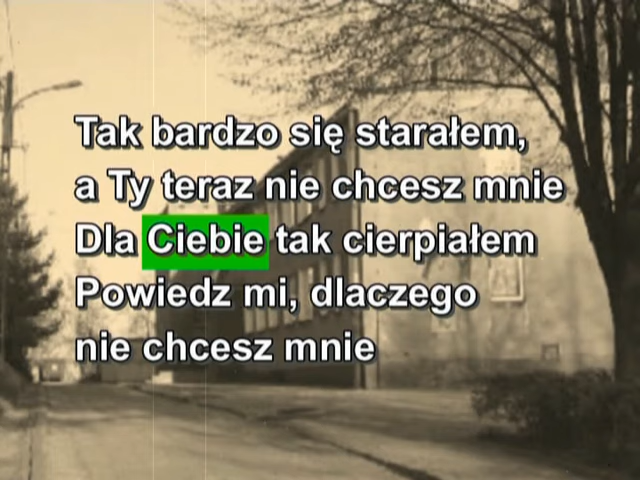 Tak bardzo się starałem,
a Ty teraz nie chcesz mnie
Dla Ciebie tak cierpiałem
Powiedz mi, dlaczego
nie chcesz mnie